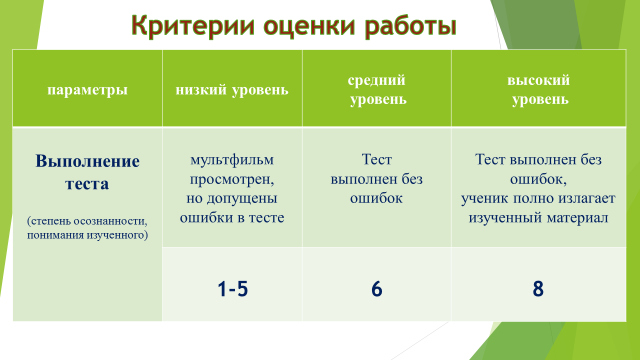 Критерии оценки работы
параметры
низкий уровень
средний
уровень
высокий
уровень
Выполнение
теста
(степень осознанности,
понимания изученного)
мультфильм
просмотрен,
но допущены
ошибки в тесте
Тест
выполнен без
ошибок
Тест выполнен без
ошибок,
ученик полно излагает
изученный материал
1-5
6
8